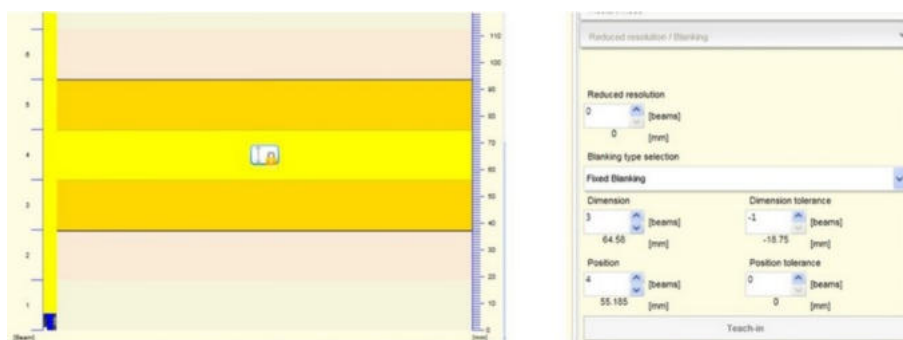 6
5
4
3
2
1
[Beam]
110
100
90
80
70
60
50
40
30
20
10
0
[mm]
Reduced resolution / Blanking
Reduced resolution
0
[beams]
0
[mm]
Blanking type selection
Fixed Blanking
Dimension
Dimension tolerance
3
[beams]
-1
[beams]
64.58
[mm]
-18.75
[mm]
Position
Position tolerance
4
[beams]
0
[beams]
55.185
[mm]
0
[mm]
Teach-in